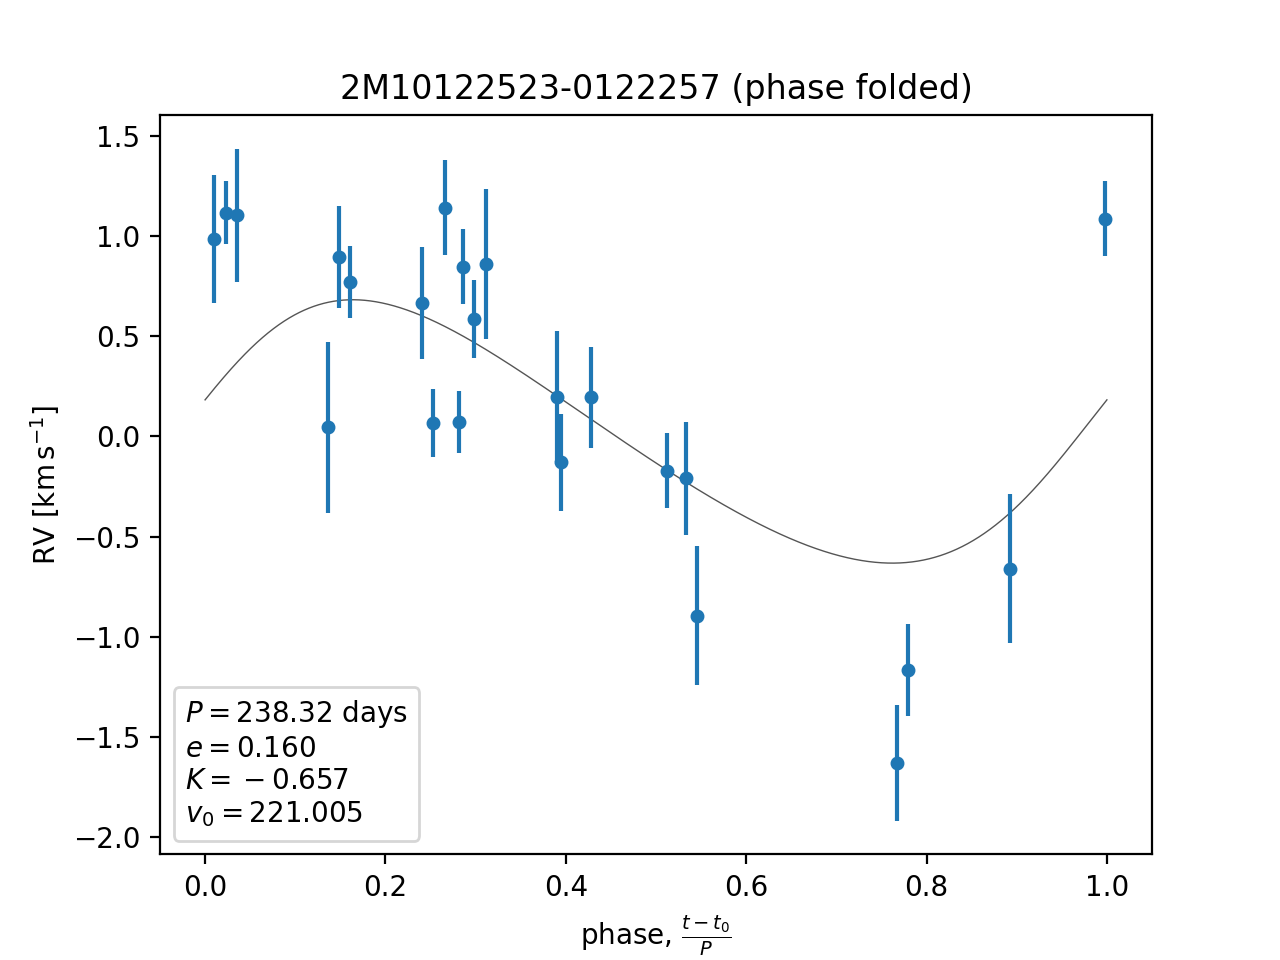 2M10122523-0122257 (phase folded)
1.5
1.0
0.5
0.0
−0.5
−1.0
−1.5
−2.0
RV [km s⁻¹]
P = 238.32 days
e = 0.160
K = − 0.657
v₀ = 221.005
0.0 0.2 0.4 0.6 0.8 1.0
phase, (t − t₀)/P